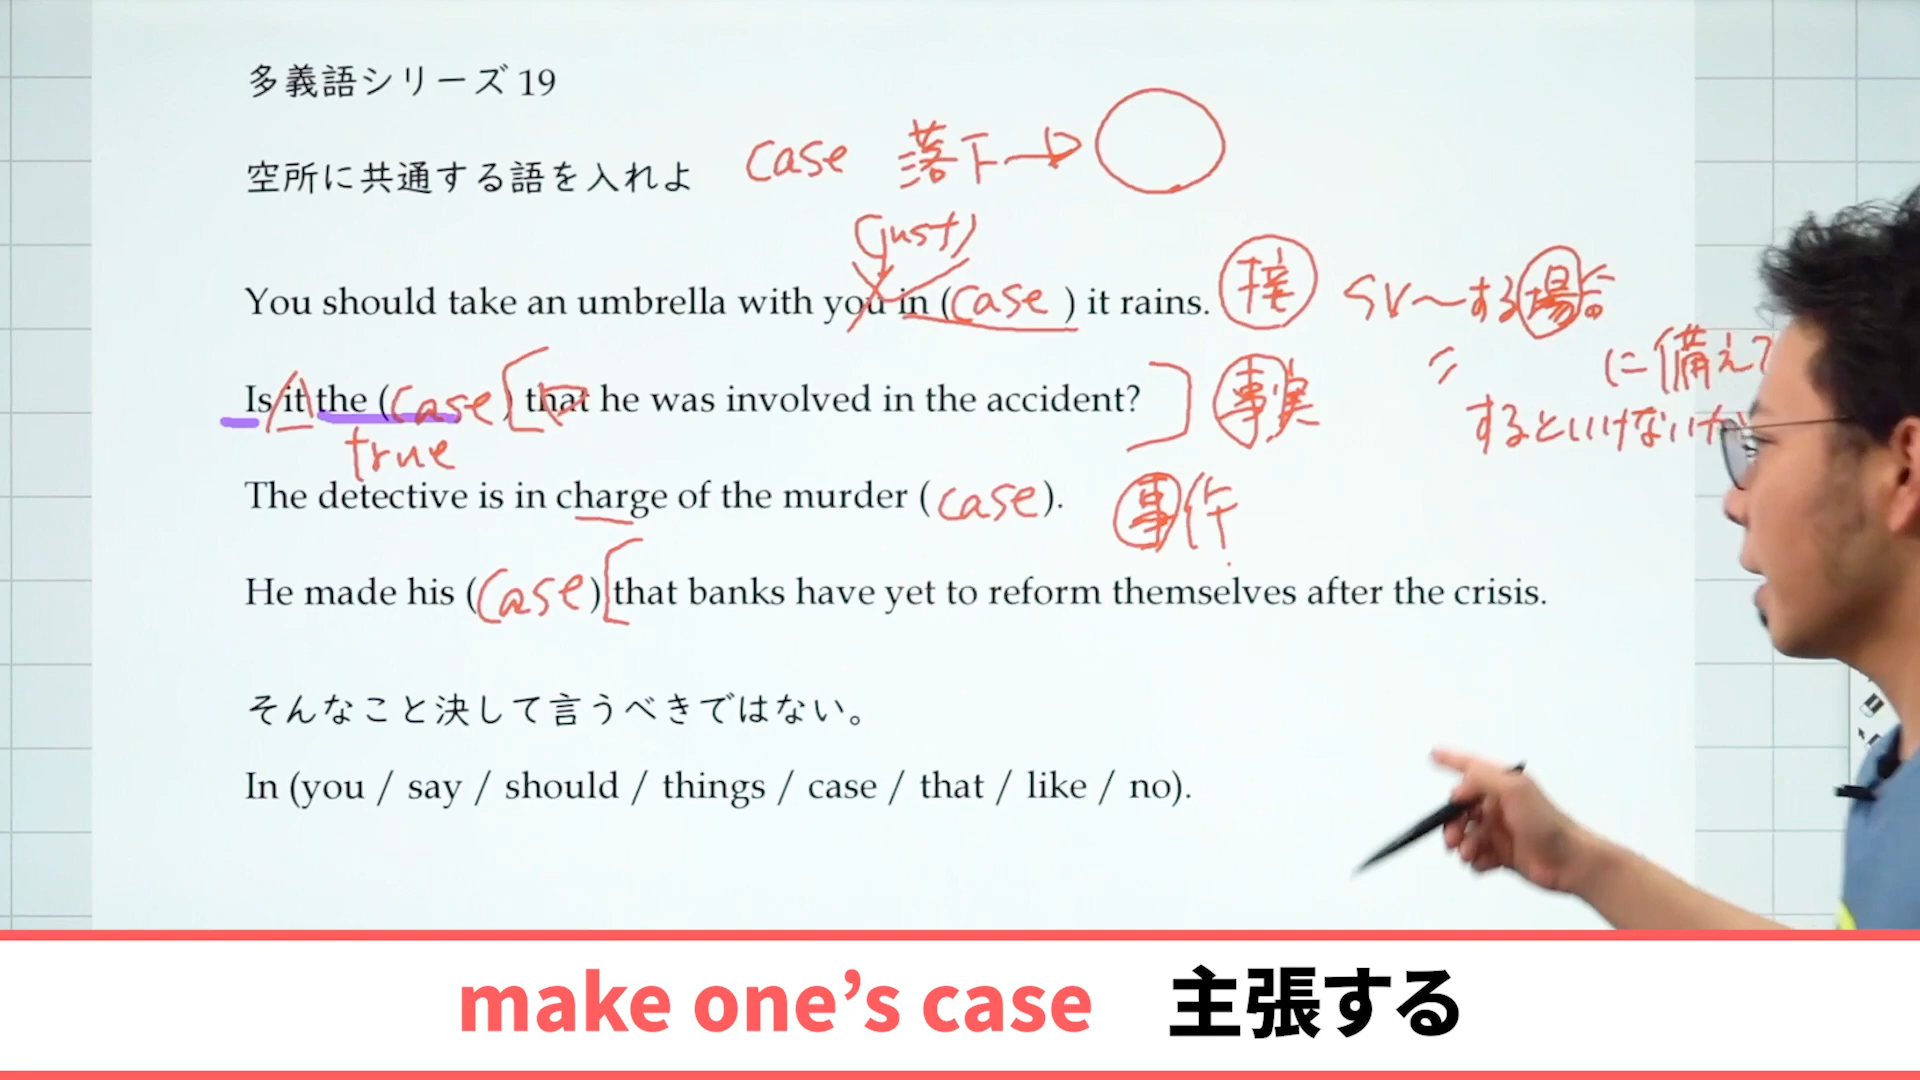 多義語シリーズ 19
空所に共通する語を入れよ
case 落下→
(just)
You should take an umbrella with you in (case) it rains. 接 SV〜する場合
〃 に備えて
するといけないから
Is it the (case) that he was involved in the accident? 事実
true
The detective is in charge of the murder (case). 事件
He made his (case) that banks have yet to reform themselves after the crisis.
そんなこと決して言うべきではない。
In (you / say / should / things / case / that / like / no).
make one’s case 主張する